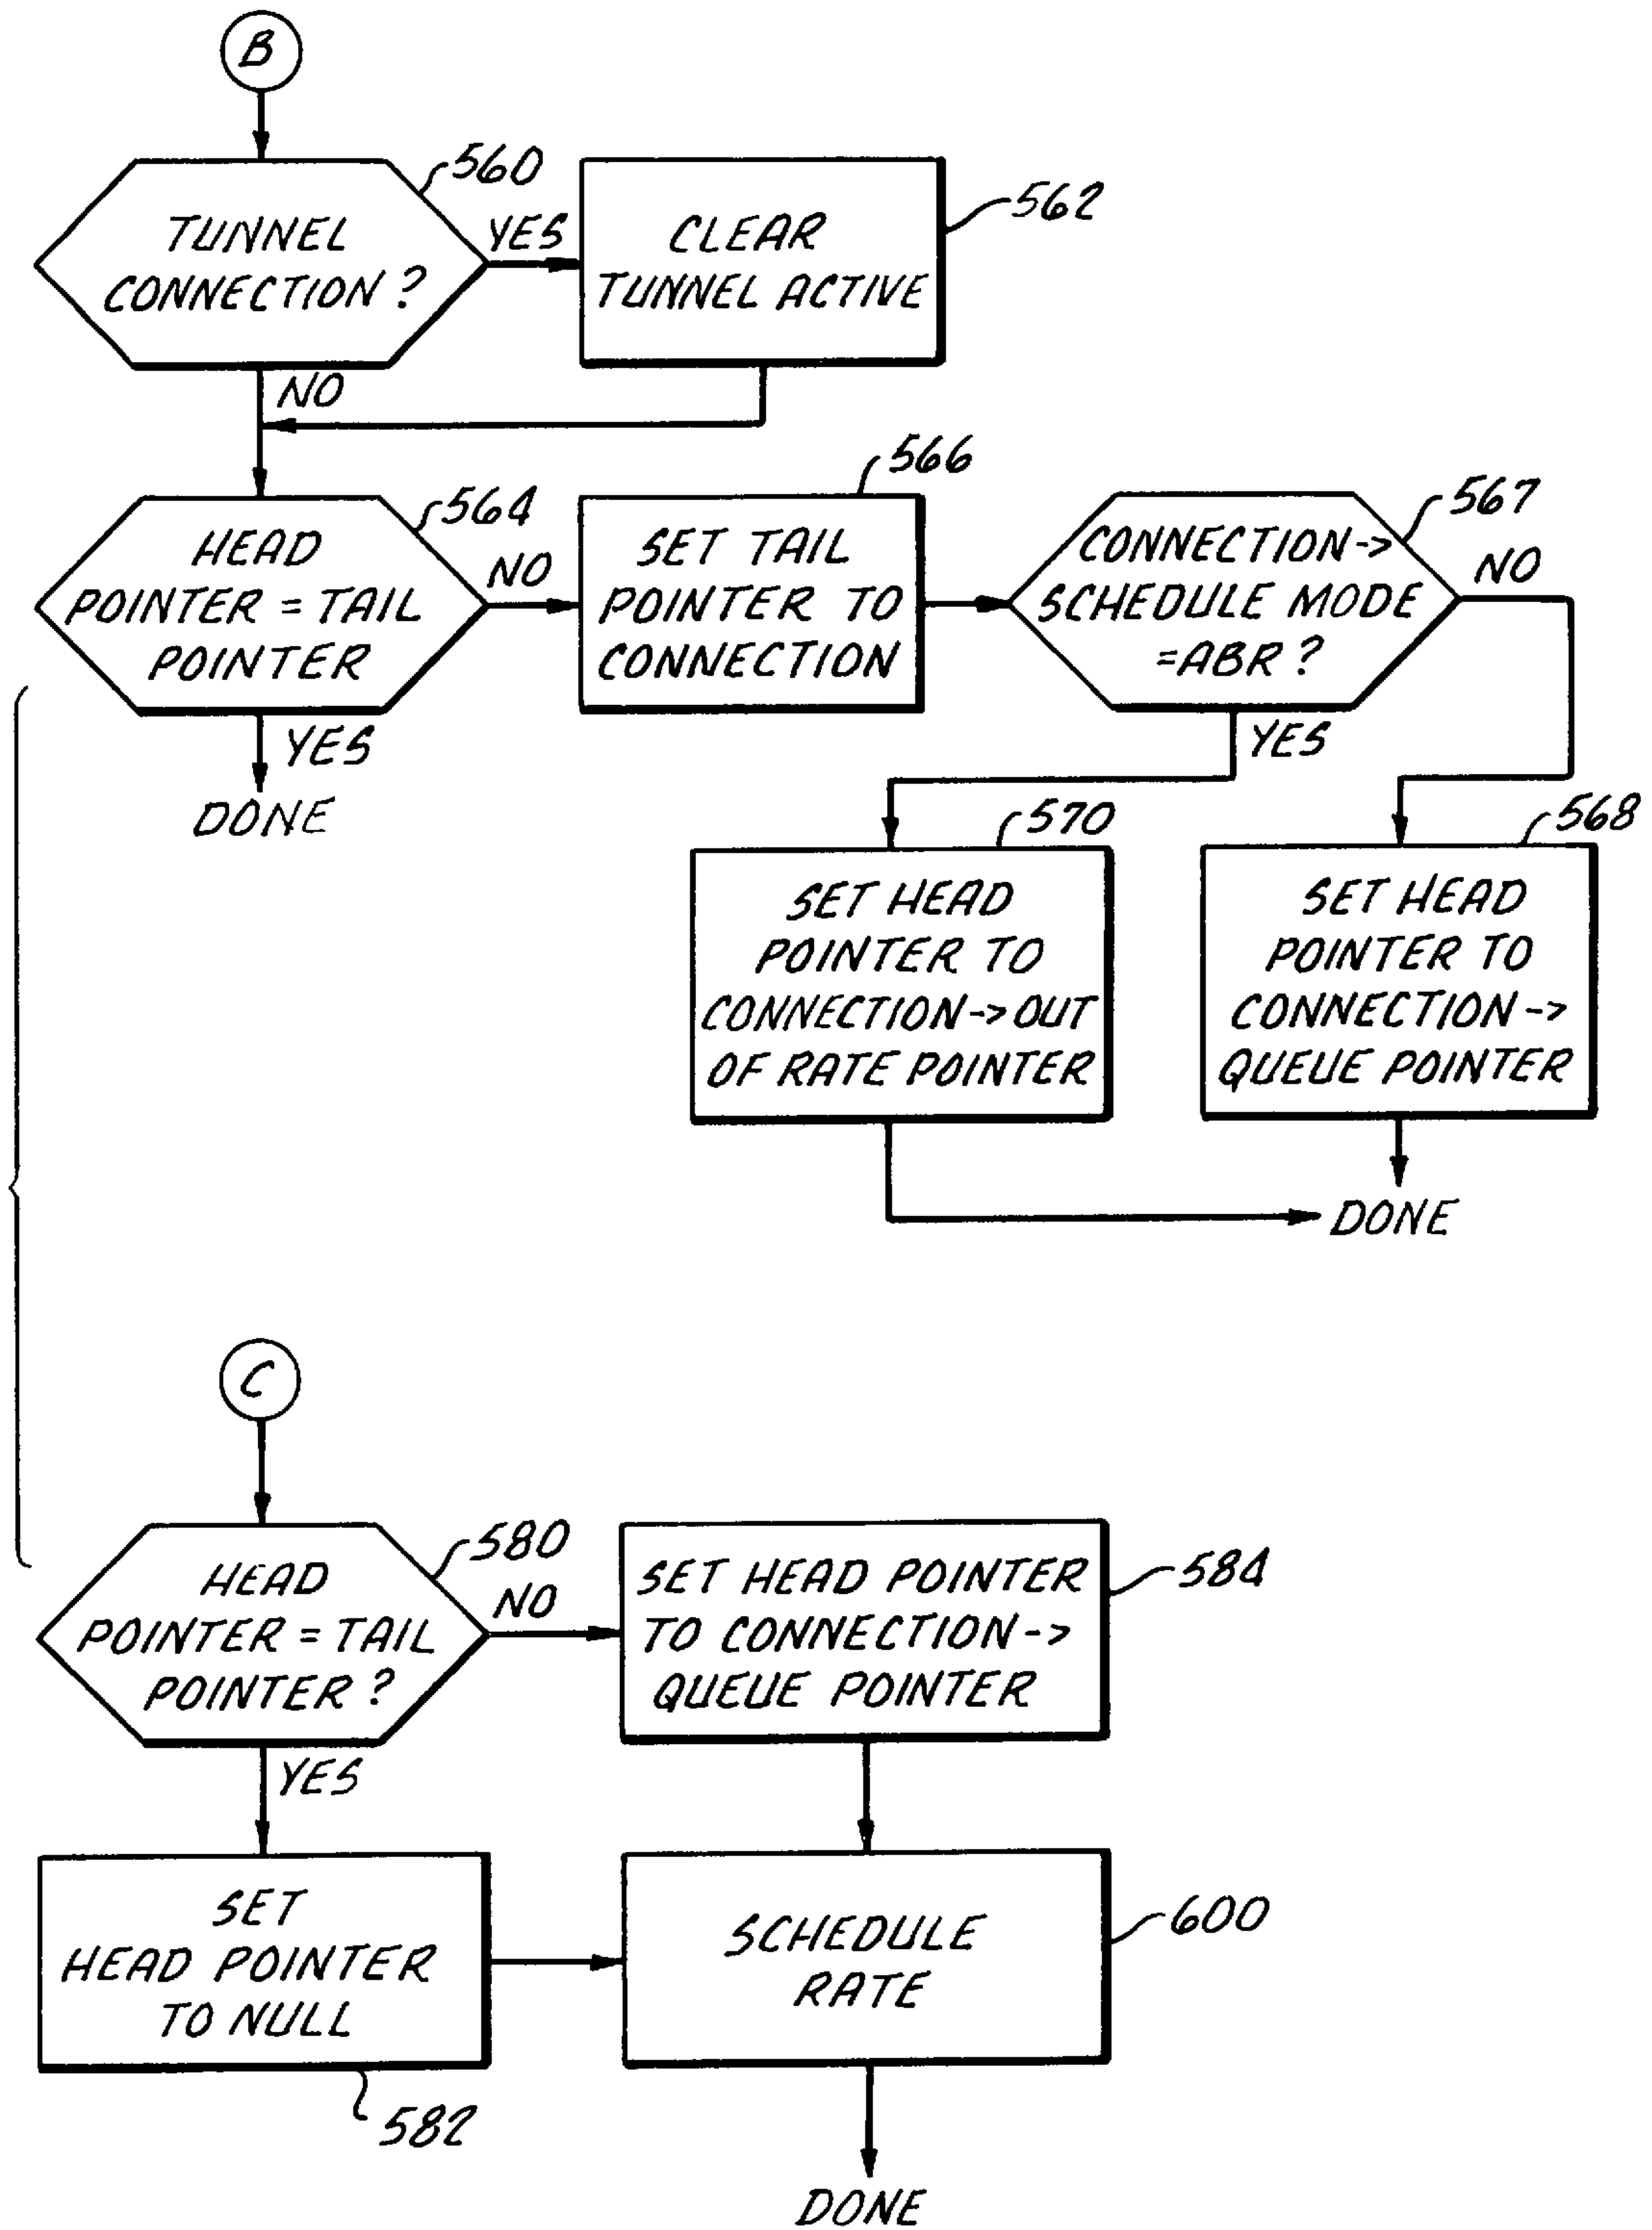 B
560
TUNNEL
CONNECTION ?
YES
CLEAR
TUNNEL ACTIVE
562
NO
564
HEAD
POINTER = TAIL
POINTER
NO
566
SET TAIL
POINTER TO
CONNECTION
567
CONNECTION->
SCHEDULE MODE
=ABR ?
NO
YES
DONE
YES
570
SET HEAD
POINTER TO
CONNECTION->OUT
OF RATE POINTER
568
SET HEAD
POINTER TO
CONNECTION->
QUEUE POINTER
DONE
C
580
HEAD
POINTER = TAIL
POINTER ?
NO
SET HEAD POINTER
TO CONNECTION->
QUEUE POINTER
584
YES
SET
HEAD POINTER
TO NULL
582
SCHEDULE
RATE
600
DONE